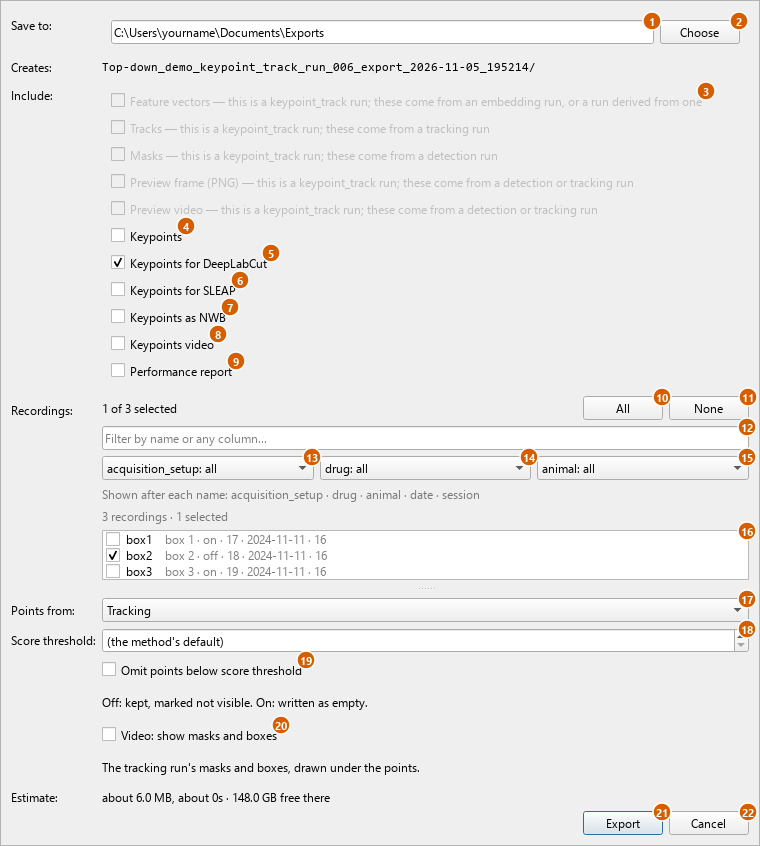 Save to:
C:\Users\yourname\Documents\Exports
1
Choose
2
Creates:
Top-down_demo_keypoint_track_run_006_export_2026-11-05_195214/
Include:
Feature vectors — this is a keypoint_track run; these come from an embedding run, or a run derived from one
3
Tracks — this is a keypoint_track run; these come from a tracking run
Masks — this is a keypoint_track run; these come from a detection run
Preview frame (PNG) — this is a keypoint_track run; these come from a detection or tracking run
Preview video — this is a keypoint_track run; these come from a detection or tracking run
Keypoints
4
Keypoints for DeepLabCut
5
Keypoints for SLEAP
6
Keypoints as NWB
7
Keypoints video
8
Performance report
9
Recordings:
1 of 3 selected
All
10
None
11
Filter by name or any column...
12
acquisition_setup: all
13
drug: all
14
animal: all
15
Shown after each name: acquisition_setup · drug · animal · date · session
3 recordings · 1 selected
16
box1 box 1 · on · 17 · 2024-11-11 · 16
box2 box 2 · off · 18 · 2024-11-11 · 16
box3 box 3 · on · 19 · 2024-11-11 · 16
Points from:
Tracking
17
Score threshold:
(the method's default)
18
Omit points below score threshold
19
Off: kept, marked not visible. On: written as empty.
Video: show masks and boxes
20
The tracking run's masks and boxes, drawn under the points.
Estimate:
about 6.0 MB, about 0s · 148.0 GB free there
Export
21
Cancel
22